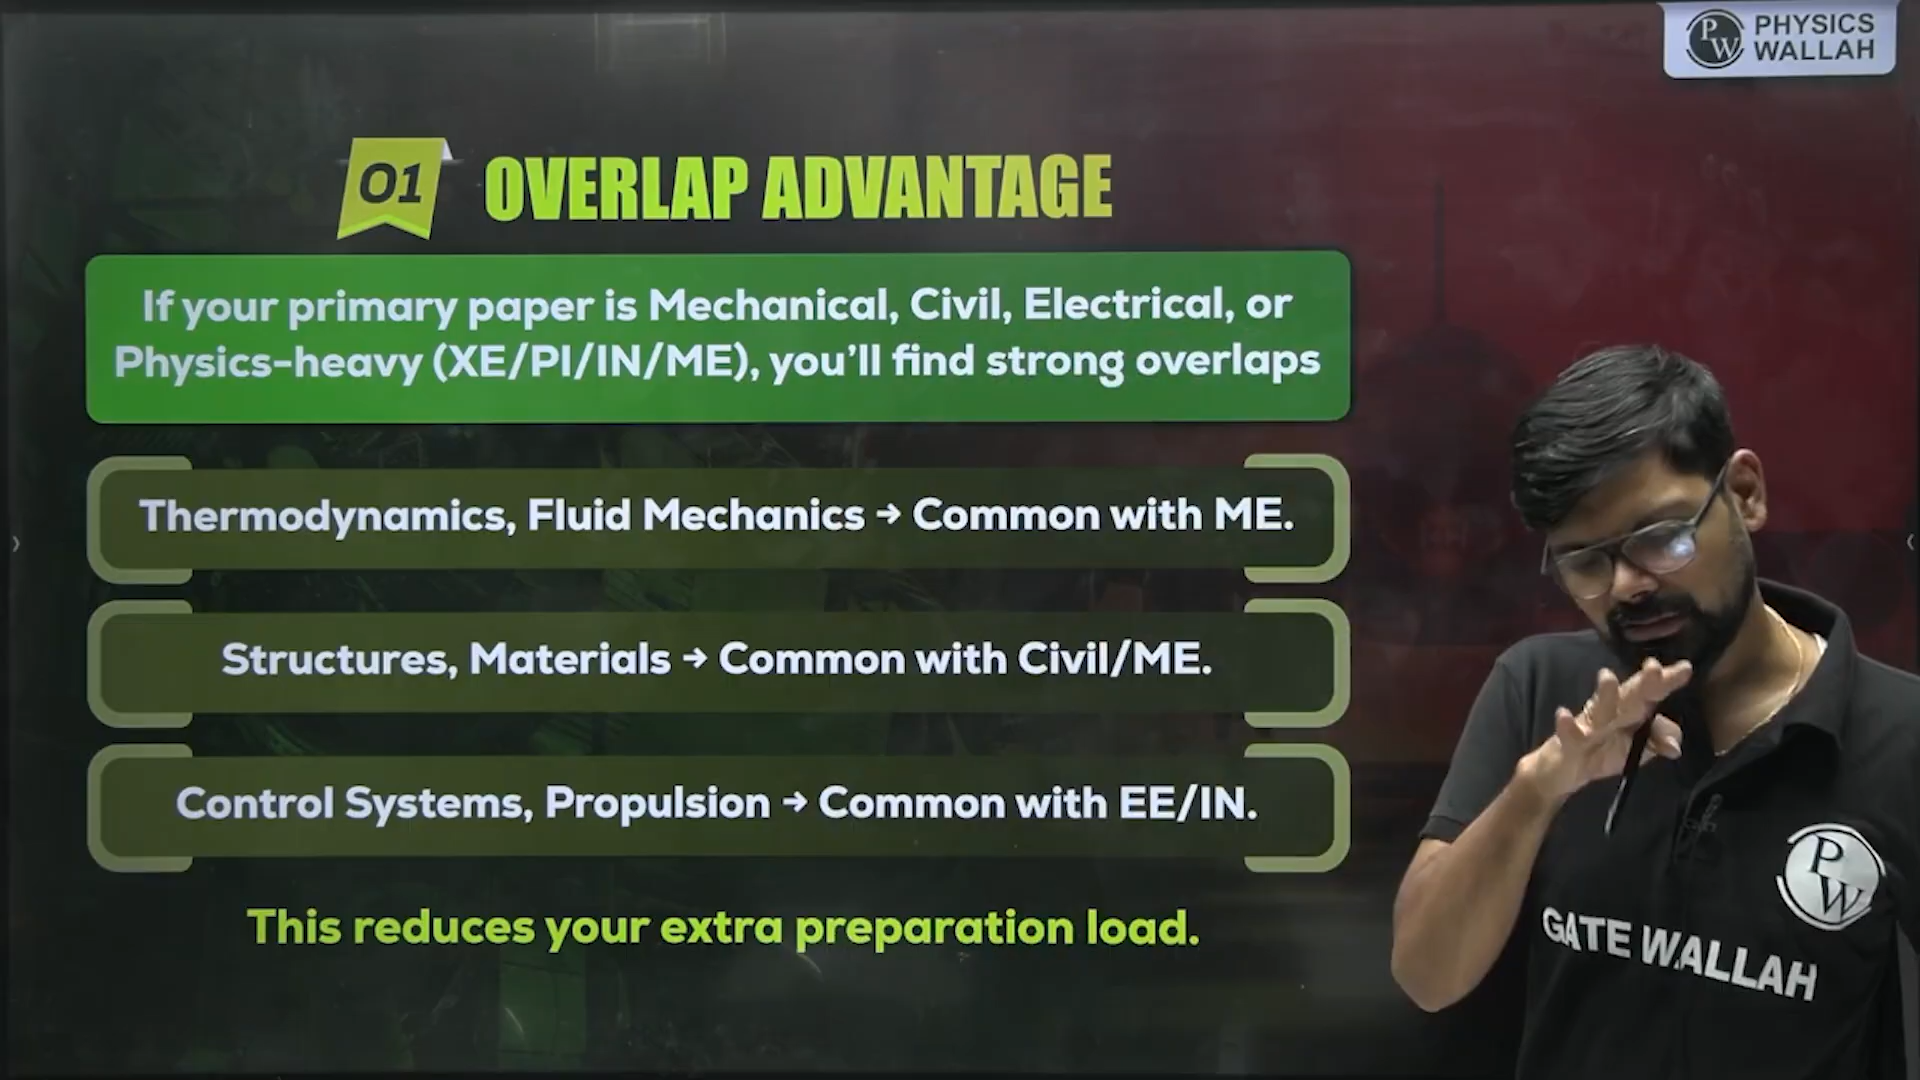 PHYSICS
WALLAH
01 OVERLAP ADVANTAGE
If your primary paper is Mechanical, Civil, Electrical, or
Physics-heavy (XE/PI/IN/ME), you'll find strong overlaps
Thermodynamics, Fluid Mechanics → Common with ME.
Structures, Materials → Common with Civil/ME.
Control Systems, Propulsion → Common with EE/IN.
This reduces your extra preparation load.
PW
GATE WALLAH